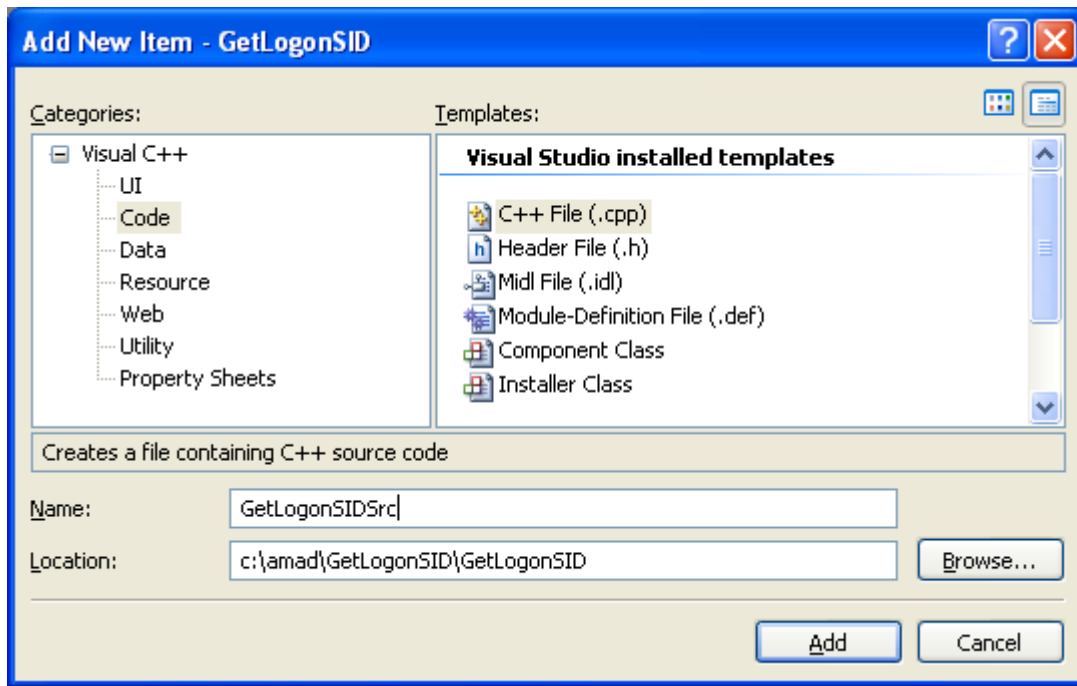 Add New Item - GetLogonSID
Categories:
Templates:
Visual C++
UI
Code
Data
Resource
Web
Utility
Property Sheets
Visual Studio installed templates
C++ File (.cpp)
Header File (.h)
Midl File (.idl)
Module-Definition File (.def)
Component Class
Installer Class
Creates a file containing C++ source code
Name: GetLogonSIDSrc
Location: c:\amad\GetLogonSID\GetLogonSID Browse...
Add Cancel